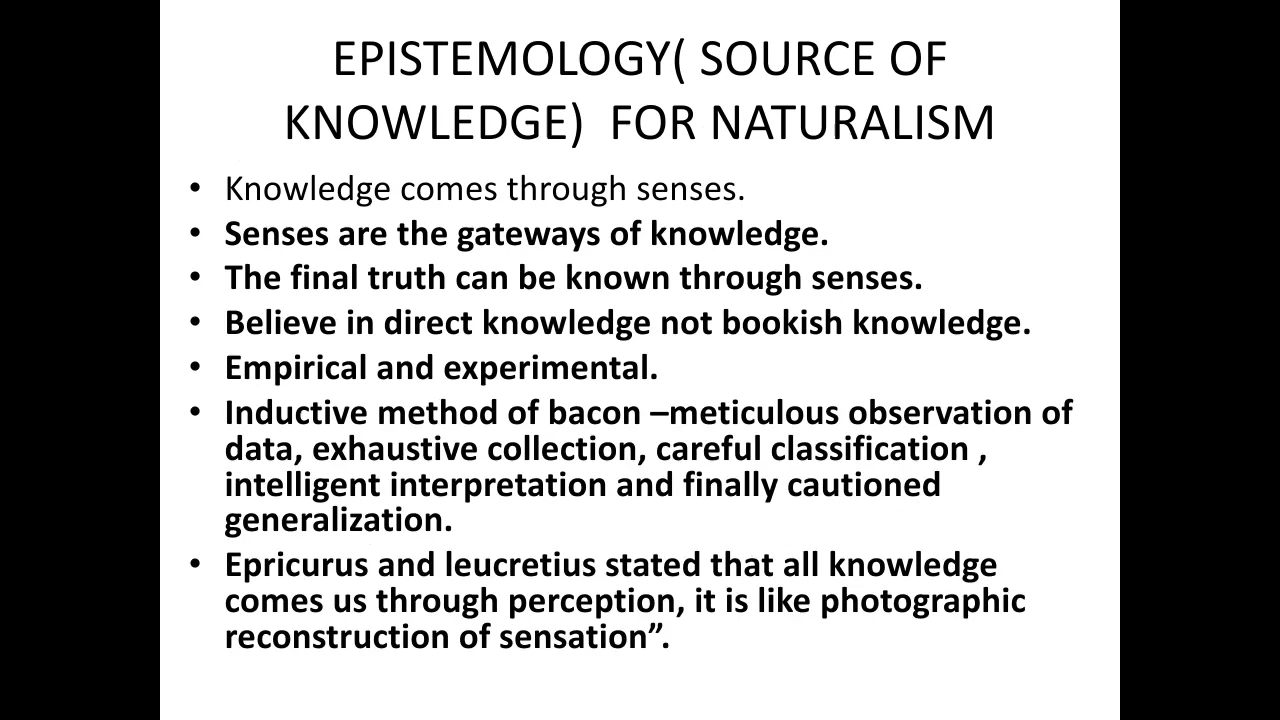 EPISTEMOLOGY( SOURCE OF
KNOWLEDGE)  FOR NATURALISM
• Knowledge comes through senses.
• Senses are the gateways of knowledge.
• The final truth can be known through senses.
• Believe in direct knowledge not bookish knowledge.
• Empirical and experimental.
• Inductive method of bacon –meticulous observation of
data, exhaustive collection, careful classification ,
intelligent interpretation and finally cautioned
generalization.
• Epricurus and leucretius stated that all knowledge
comes us through perception, it is like photographic
reconstruction of sensation”.